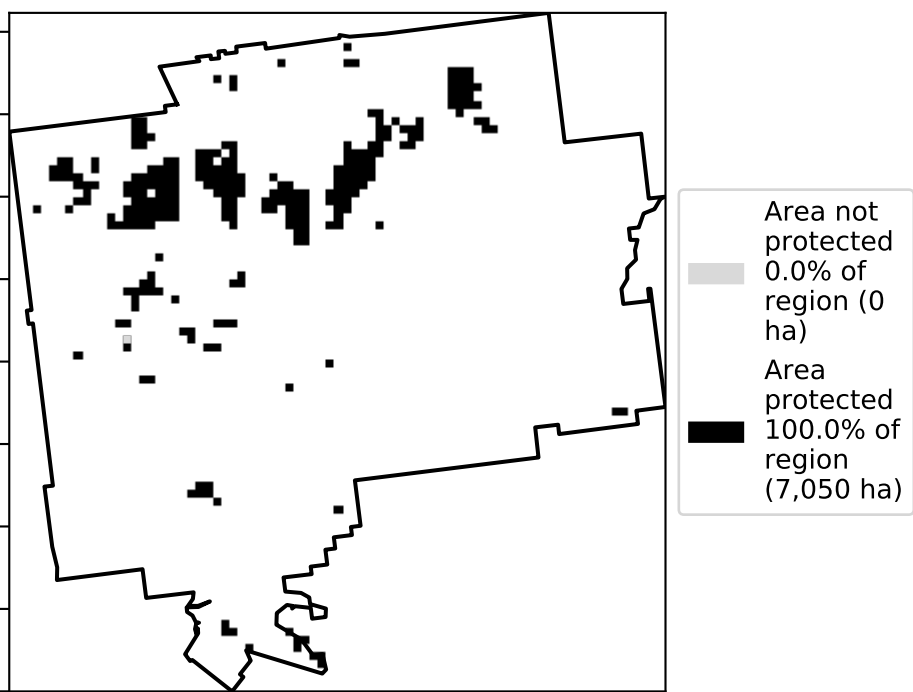 Area not
protected
0.0% of
region (0
ha)
Area
protected
100.0% of
region
(7,050 ha)